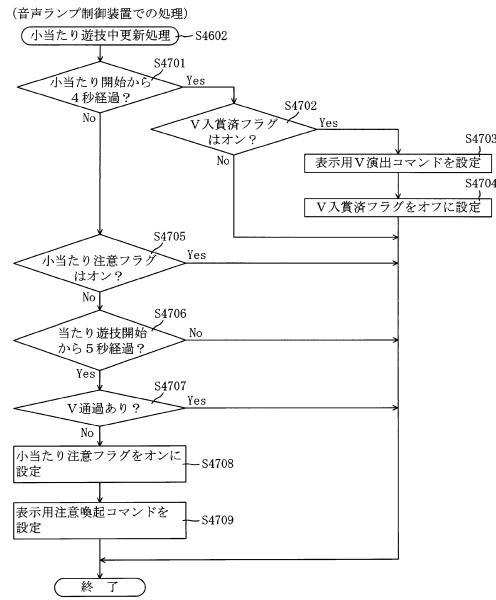 (音声ランプ制御装置での処理)
小当たり遊技中更新処理
S4602
S4701
小当たり開始から
4秒経過?
Yes
No
S4702
V入賞済フラグ
はオン?
Yes
No
S4703
表示用V演出コマンドを設定
S4704
V入賞済フラグをオフに設定
S4705
小当たり注意フラグ
はオン?
Yes
No
S4706
当たり遊技開始
から5秒経過?
No
Yes
S4707
V通過あり?
Yes
No
小当たり注意フラグをオンに
設定
S4708
表示用注意喚起コマンドを
設定
S4709
終 了